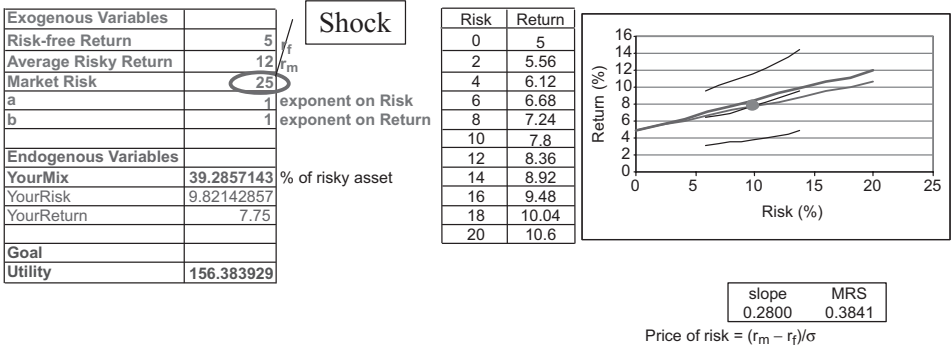 Exogenous Variables
Risk-free Return 5 rf
Average Risky Return 12 rm
Market Risk 25
a 1 exponent on Risk
b 1 exponent on Return
Endogenous Variables
YourMix 39.2857143 % of risky asset
YourRisk 9.82142857
YourReturn 7.75
Goal
Utility 156.383929
Shock
Risk Return
0 5
2 5.56
4 6.12
6 6.68
8 7.24
10 7.8
12 8.36
14 8.92
16 9.48
18 10.04
20 10.6
Return (%)
16
14
12
10
8
6
4
2
0
0 5 10 15 20 25
Risk (%)
slope MRS
0.2800 0.3841
Price of risk = (rm − rf)/σ